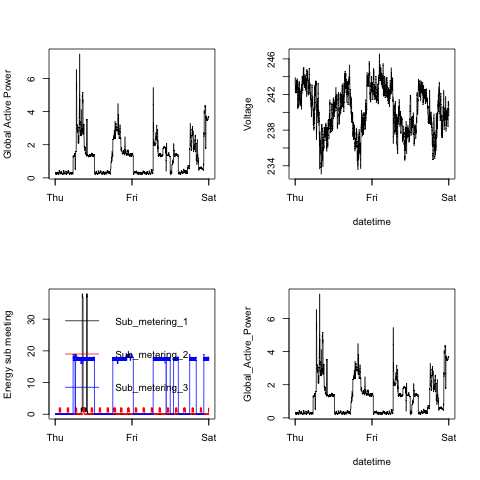 Global Active Power
0 2 4 6
Thu Fri Sat
Voltage
234 238 242 246
Thu Fri Sat
datetime
Energy sub meeting
0 10 20 30
Sub_metering_1
Sub_metering_2
Sub_metering_3
Thu Fri Sat
Global_Active_Power
0 2 4 6
Thu Fri Sat
datetime